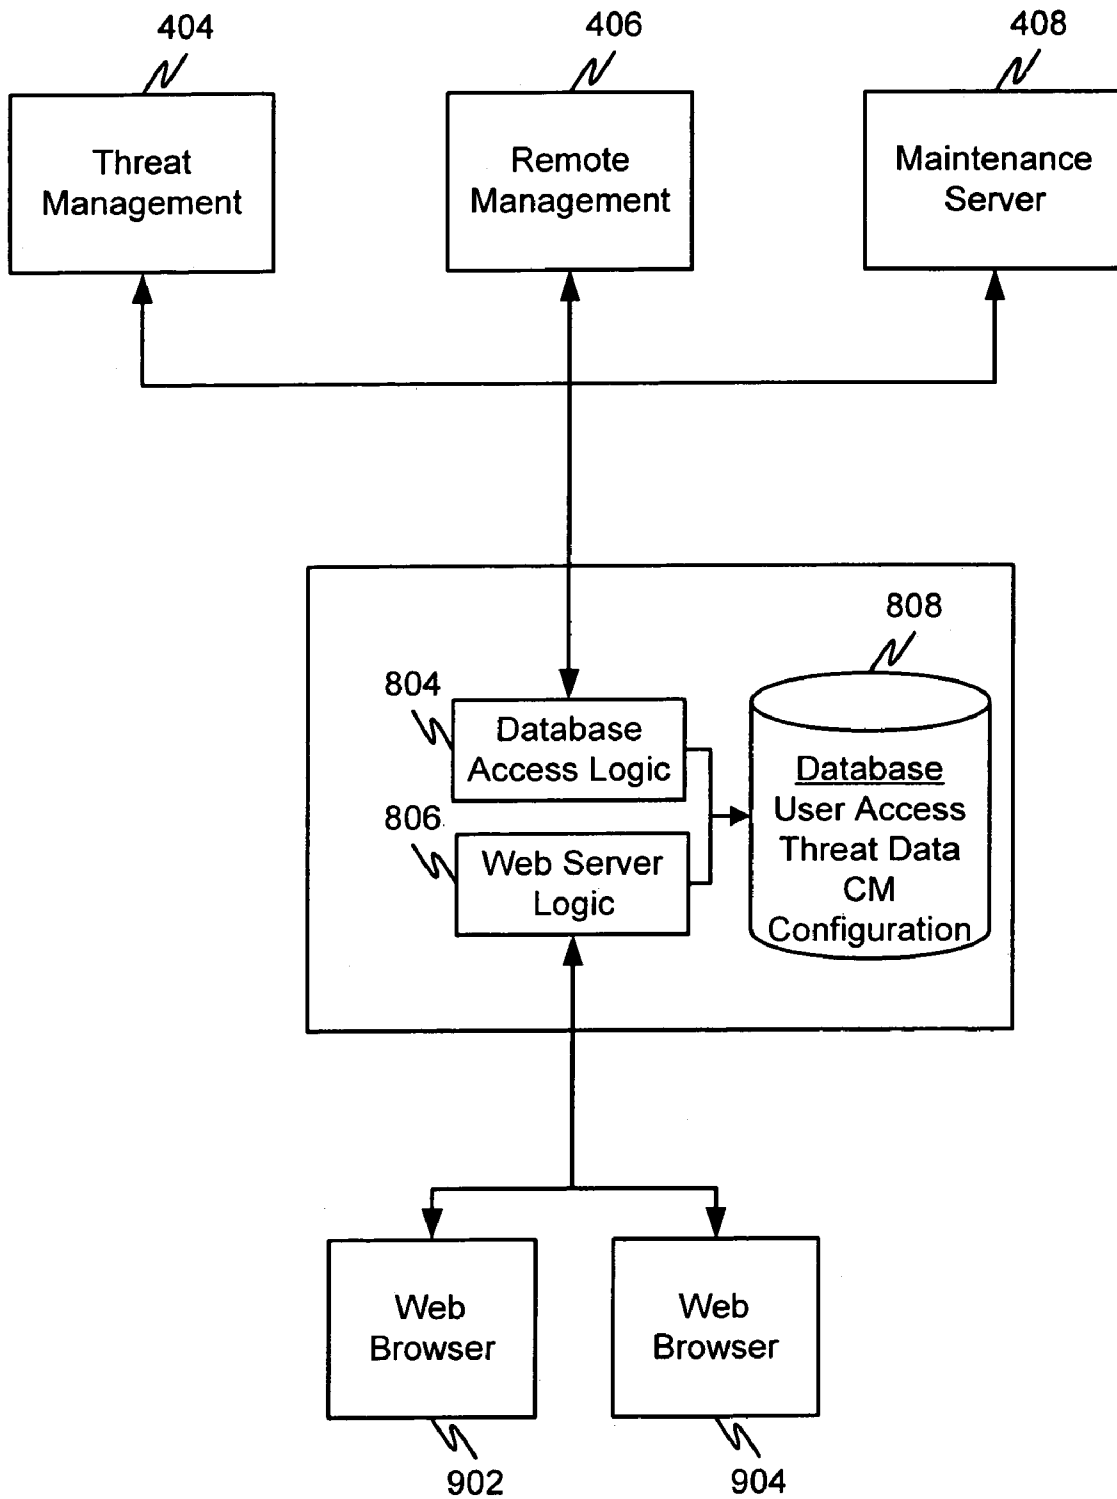 404
406
408
Threat
Management
Remote
Management
Maintenance
Server
808
804
Database
Access Logic
806
Web Server
Logic
Database
User Access
Threat Data
CM
Configuration
Web
Browser
Web
Browser
902
904